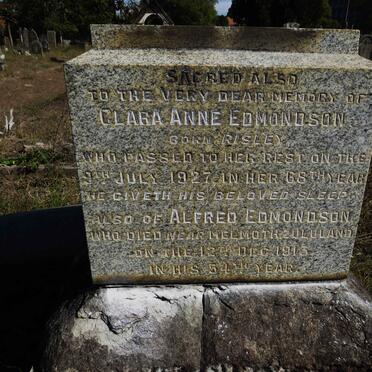 SACRED ALSO
TO THE VERY DEAR MEMORY OF
CLARA ANNE EDMONDSON
BORN RISLEY
WHO PASSED TO HER REST ON THE
9TH JULY 1927, IN HER 68TH YEAR
HE GIVETH HIS BELOVED SLEEP.
ALSO OF ALFRED EDMONDSON
WHO DIED NEAR MELMOTH ZULULAND
ON THE 12TH DEC. 1915
IN HIS 54TH YEAR